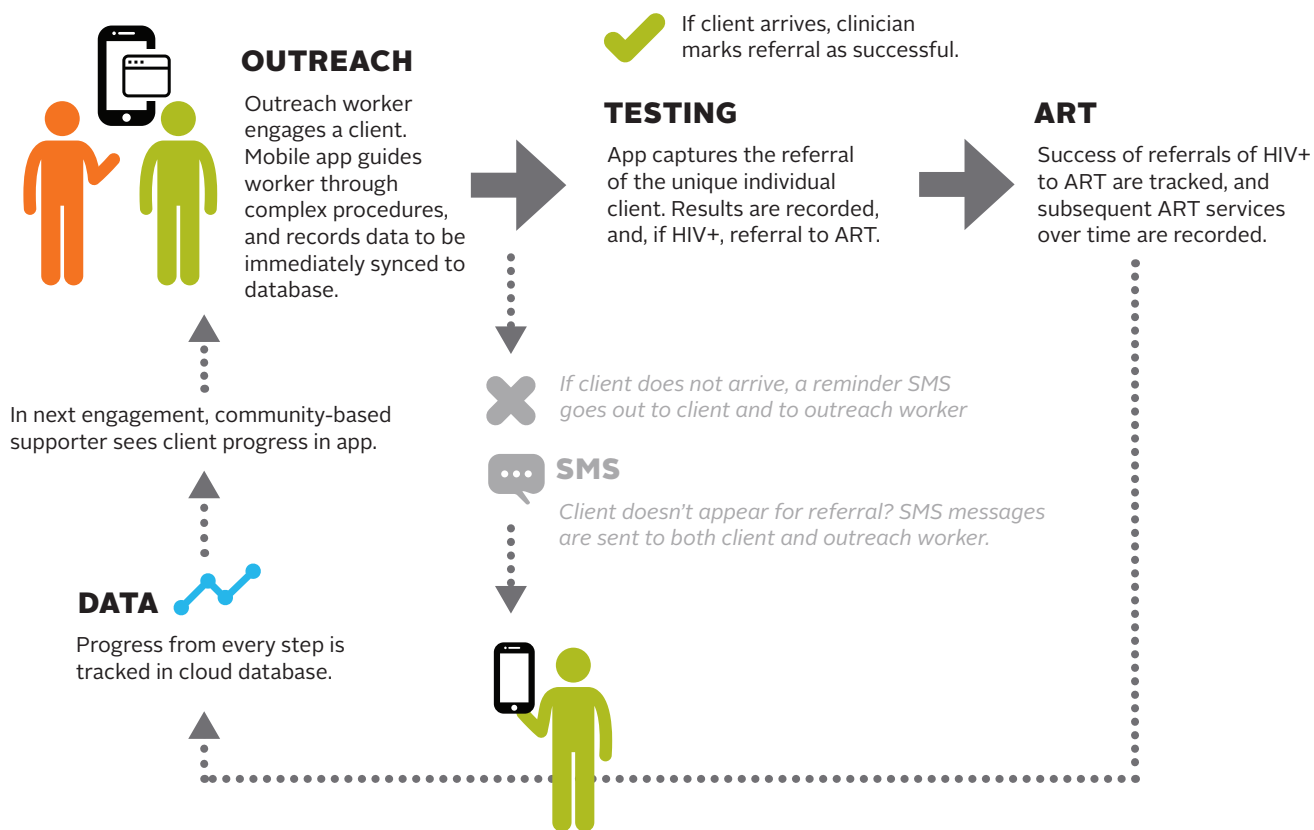 OUTREACH
Outreach worker
engages a client.
Mobile app guides
worker through
complex procedures,
and records data to be
immediately synced to
database.
If client arrives, clinician
marks referral as successful.
TESTING
App captures the referral
of the unique individual
client. Results are recorded,
and, if HIV+, referral to ART.
ART
Success of referrals of HIV+
to ART are tracked, and
subsequent ART services
over time are recorded.
If client does not arrive, a reminder SMS
goes out to client and to outreach worker
SMS
Client doesn’t appear for referral? SMS messages
are sent to both client and outreach worker.
In next engagement, community-based
supporter sees client progress in app.
DATA
Progress from every step is
tracked in cloud database.